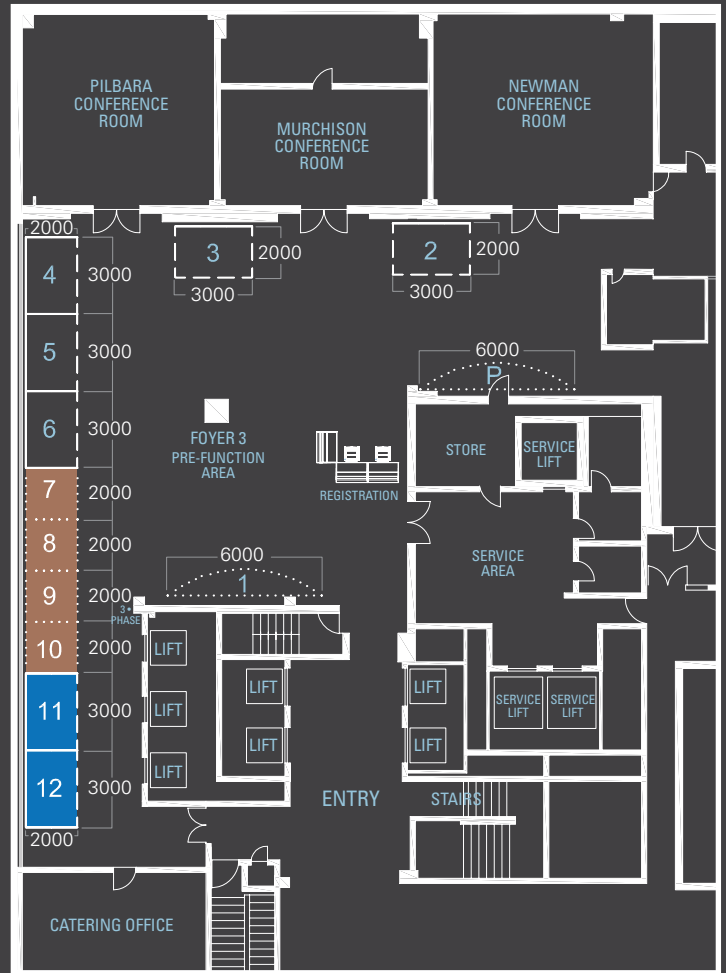 PILBARA
CONFERENCE
ROOM
MURCHISON
CONFERENCE
ROOM
NEWMAN
CONFERENCE
ROOM
2000
4
3000
3
2000
3000
2
2000
3000
5
3000
6
3000
6000
P
FOYER 3
PRE-FUNCTION
AREA
STORE
SERVICE
LIFT
REGISTRATION
7
2000
8
2000
9
2000
10
2000
3
PHASE
6000
1
SERVICE
AREA
LIFT
LIFT
LIFT
LIFT
LIFT
LIFT
LIFT
SERVICE
LIFT
SERVICE
LIFT
11
3000
12
3000
2000
ENTRY
STAIRS
CATERING OFFICE